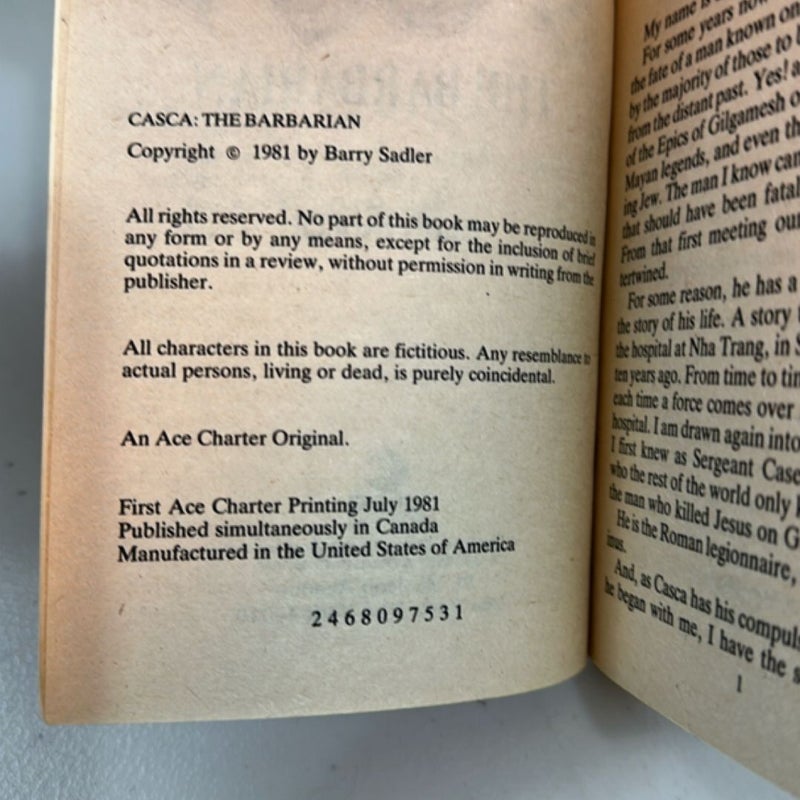 CASCA: THE BARBARIAN
Copyright © 1981 by Barry Sadler
All rights reserved. No part of this book may be reproduced in
any form or by any means, except for the inclusion of brief
quotations in a review, without permission in writing from the
publisher.
All characters in this book are fictitious. Any resemblance to
actual persons, living or dead, is purely coincidental.
An Ace Charter Original.
First Ace Charter Printing July 1981
Published simultaneously in Canada
Manufactured in the United States of America
2468097531
My name is
For some years now
the fate of a man known on
by the majority of those to
from the distant past. Yes!
of the Epics of Gilgamesh
Mayan legends, and even th
ing Jew. The man I know can
that should have been fatal
From that first meeting our
tertwined.
For some reason, he has a
the story of his life. A story
the hospital at Nha Trang, in S
ten years ago. From time to tim
each time a force comes over
hospital. I am drawn again into
I first knew as Sergeant Casc
who the rest of the world only k
the man who killed Jesus on G
He is the Roman legionnaire,
inus.
And, as Casca has his compuls
he began with me, I have the s
1